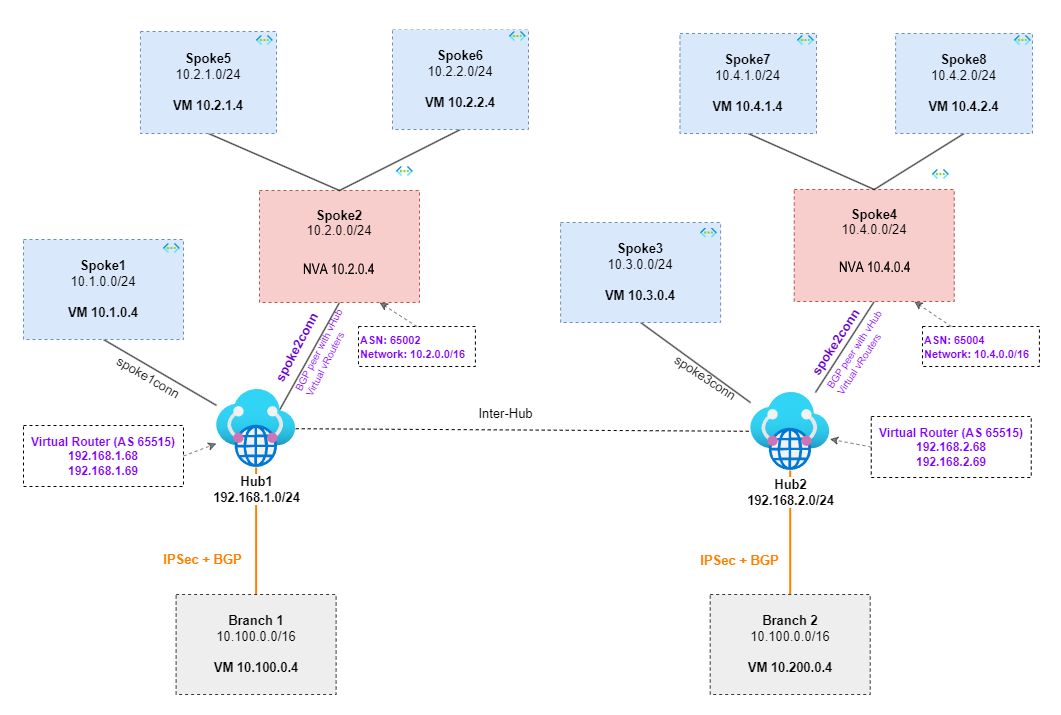 Spoke5
10.2.1.0/24
VM 10.2.1.4
Spoke6
10.2.2.0/24
VM 10.2.2.4
Spoke7
10.4.1.0/24
VM 10.4.1.4
Spoke8
10.4.2.0/24
VM 10.4.2.4
Spoke2
10.2.0.0/24
NVA 10.2.0.4
Spoke4
10.4.0.0/24
NVA 10.4.0.4
Spoke1
10.1.0.0/24
VM 10.1.0.4
Spoke3
10.3.0.0/24
VM 10.3.0.4
spoke1conn
spoke2conn
BGP peer with vHub
Virtual vRouters
ASN: 65002
Network: 10.2.0.0/16
spoke3conn
spoke2conn
BGP peer with vHub
Virtual vRouters
ASN: 65004
Network: 10.4.0.0/16
Inter-Hub
Virtual Router (AS 65515)
192.168.1.68
192.168.1.69
Virtual Router (AS 65515)
192.168.2.68
192.168.2.69
Hub1
192.168.1.0/24
Hub2
192.168.2.0/24
IPSec + BGP
IPSec + BGP
Branch 1
10.100.0.0/16
VM 10.100.0.4
Branch 2
10.100.0.0/16
VM 10.200.0.4